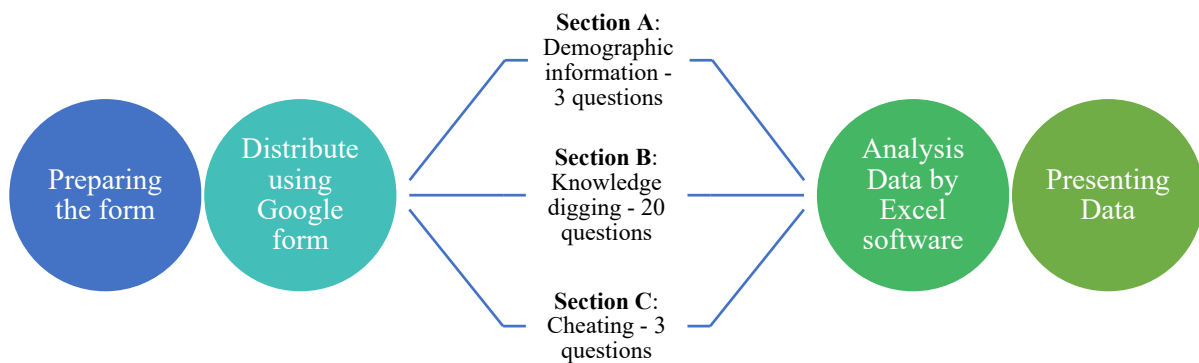 Preparing
the form
Distribute
using
Google
form
Section A:
Demographic
information -
3 questions
Section B:
Knowledge
digging - 20
questions
Section C:
Cheating - 3
questions
Analysis
Data by
Excel
software
Presenting
Data